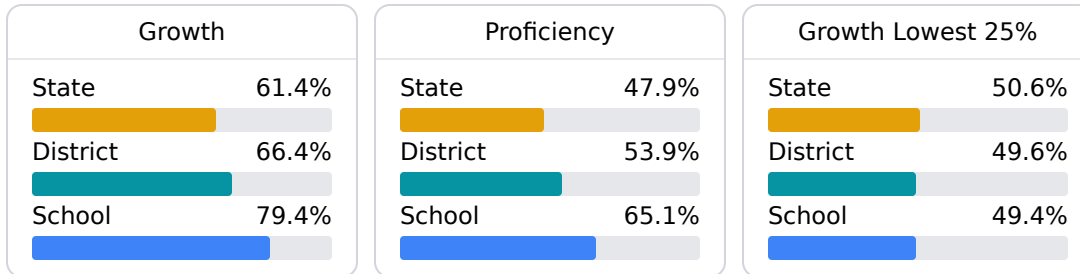 Growth
State 61.4%
District 66.4%
School 79.4%
Proficiency
State 47.9%
District 53.9%
School 65.1%
Growth Lowest 25%
State 50.6%
District 49.6%
School 49.4%